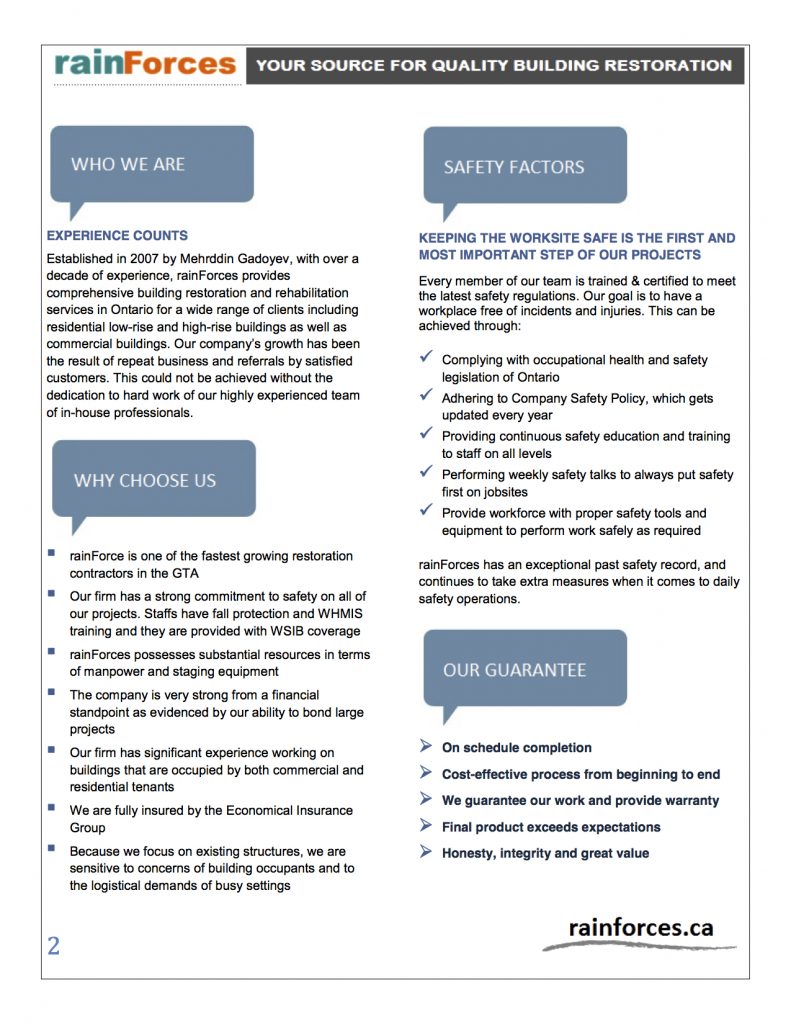 rainForces YOUR SOURCE FOR QUALITY BUILDING RESTORATION
WHO WE ARE
EXPERIENCE COUNTS
Established in 2007 by Mehrddin Gadoyev, with over a
decade of experience, rainForces provides
comprehensive building restoration and rehabilitation
services in Ontario for a wide range of clients including
residential low-rise and high-rise buildings as well as
commercial buildings. Our company's growth has been
the result of repeat business and referrals by satisfied
customers. This could not be achieved without the
dedication to hard work of our highly experienced team
of in-house professionals.
WHY CHOOSE US
▪ rainForce is one of the fastest growing restoration
contractors in the GTA
▪ Our firm has a strong commitment to safety on all of
our projects. Staffs have fall protection and WHMIS
training and they are provided with WSIB coverage
▪ rainForces possesses substantial resources in terms
of manpower and staging equipment
▪ The company is very strong from a financial
standpoint as evidenced by our ability to bond large
projects
▪ Our firm has significant experience working on
buildings that are occupied by both commercial and
residential tenants
▪ We are fully insured by the Economical Insurance
Group
▪ Because we focus on existing structures, we are
sensitive to concerns of building occupants and to
the logistical demands of busy settings
SAFETY FACTORS
KEEPING THE WORKSITE SAFE IS THE FIRST AND
MOST IMPORTANT STEP OF OUR PROJECTS
Every member of our team is trained & certified to meet
the latest safety regulations. Our goal is to have a
workplace free of incidents and injuries. This can be
achieved through:
✓ Complying with occupational health and safety
legislation of Ontario
✓ Adhering to Company Safety Policy, which gets
updated every year
✓ Providing continuous safety education and training
to staff on all levels
✓ Performing weekly safety talks to always put safety
first on jobsites
✓ Provide workforce with proper safety tools and
equipment to perform work safely as required
rainForces has an exceptional past safety record, and
continues to take extra measures when it comes to daily
safety operations.
OUR GUARANTEE
➢ On schedule completion
➢ Cost-effective process from beginning to end
➢ We guarantee our work and provide warranty
➢ Final product exceeds expectations
➢ Honesty, integrity and great value
2
rainforces.ca